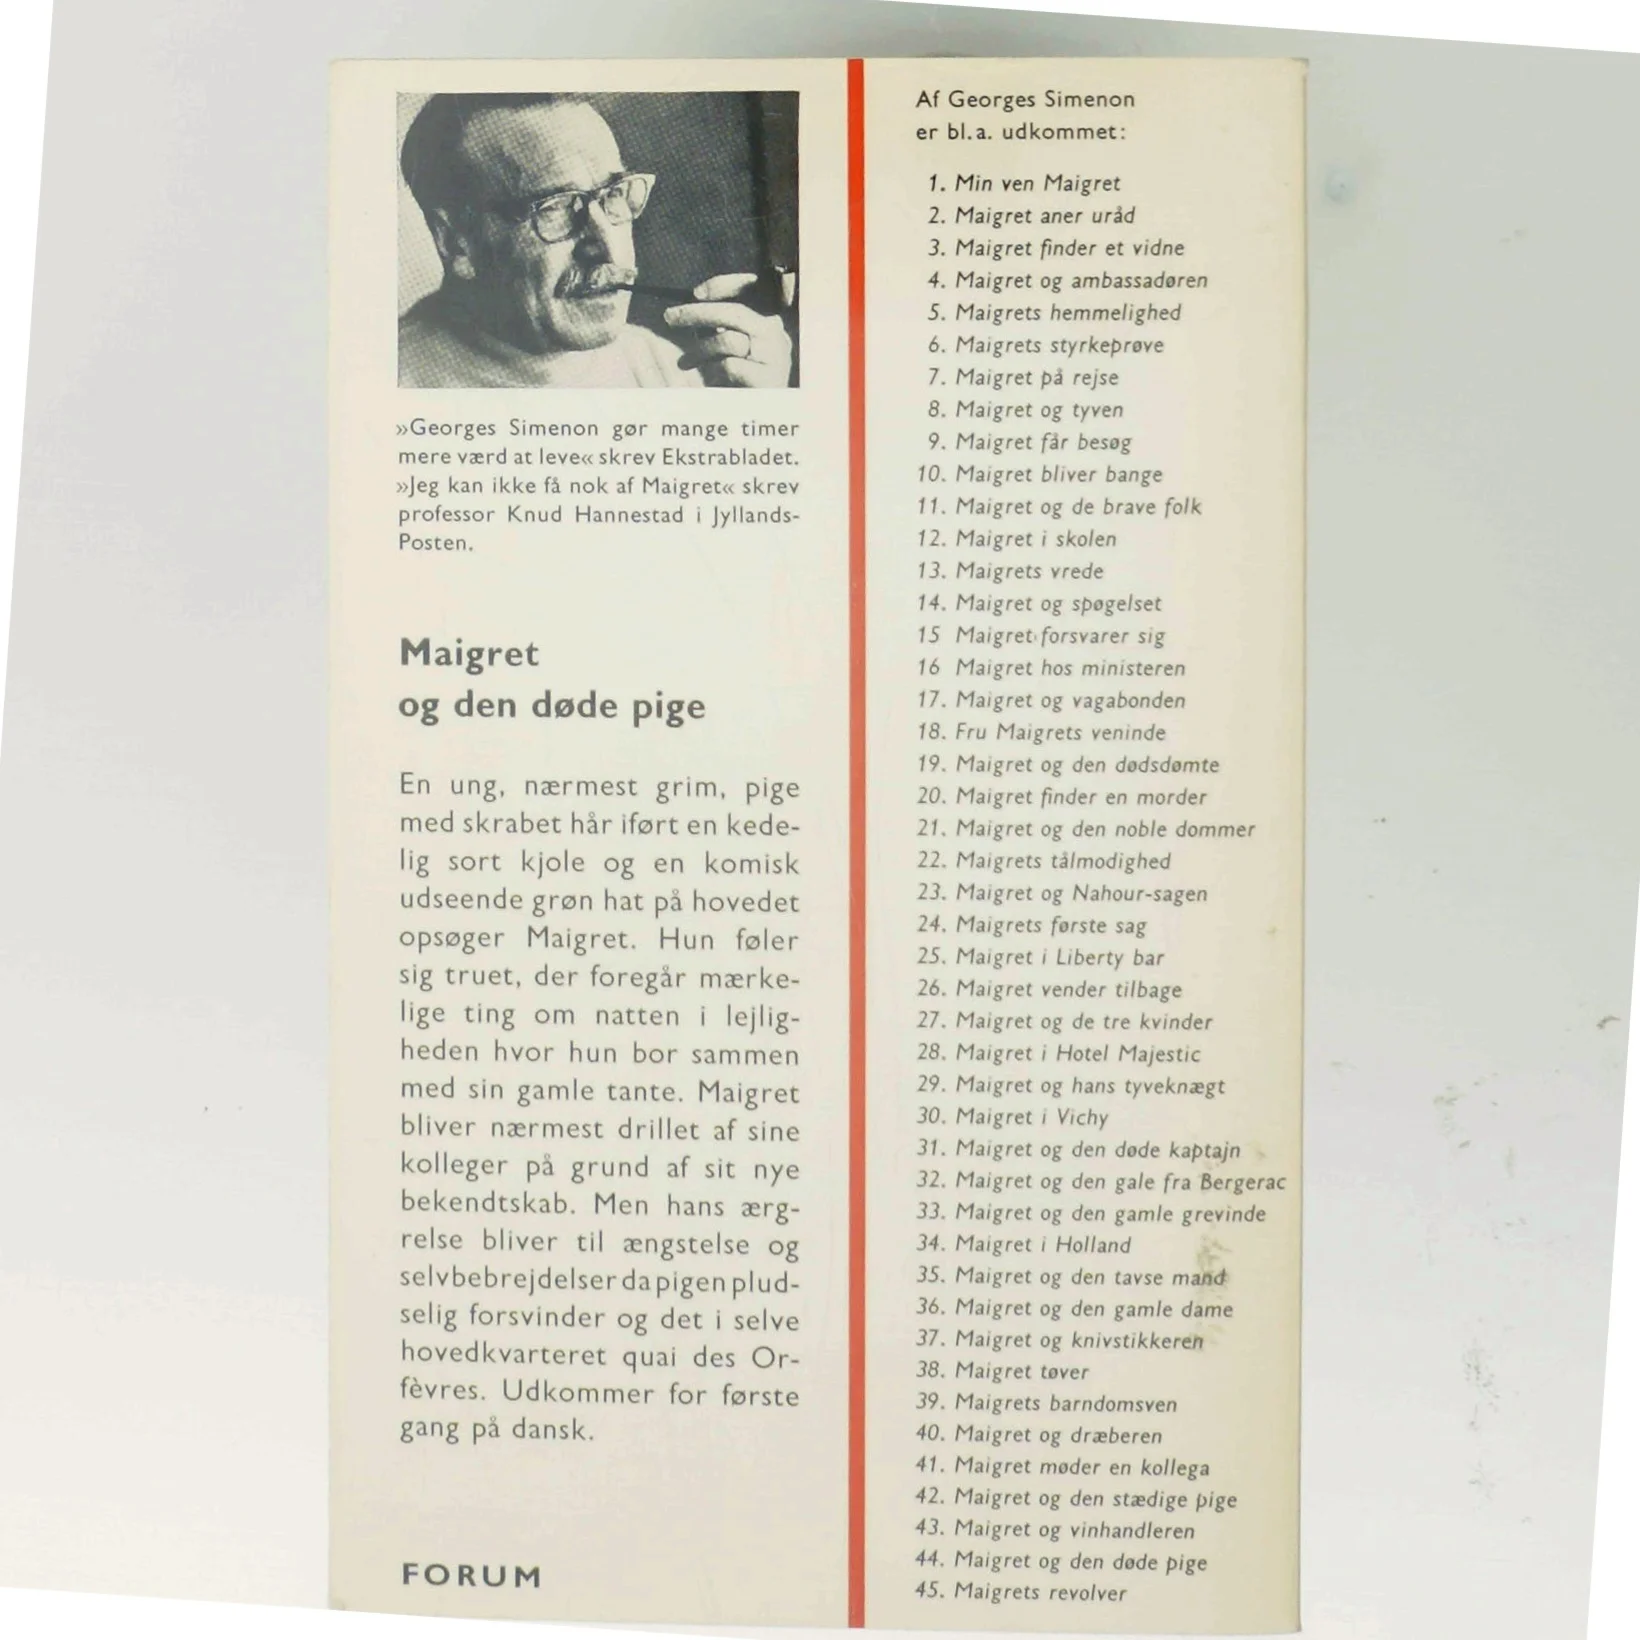 »Georges Simenon gør mange timer
mere værd at leve« skrev Ekstrabladet.
»Jeg kan ikke få nok af Maigret« skrev
professor Knud Hannestad i Jyllands-
Posten.
Maigret
og den døde pige
En ung, nærmest grim, pige
med skrabet hår iført en kede-
lig sort kjole og en komisk
udseende grøn hat på hovedet
opsøger Maigret. Hun føler
sig truet, der foregår mærke-
lige ting om natten i lejlig-
heden hvor hun bor sammen
med sin gamle tante. Maigret
bliver nærmest drillet af sine
kolleger på grund af sit nye
bekendtskab. Men hans ærg-
relse bliver til ængstelse og
selvbebrejdelser da pigen plud-
selig forsvinder og det i selve
hovedkvarteret quai des Or-
fèvres. Udkommer for første
gang på dansk.
FORUM
Af Georges Simenon
er bl.a. udkommet:
1. Min ven Maigret
2. Maigret aner uråd
3. Maigret finder et vidne
4. Maigret og ambassadøren
5. Maigrets hemmelighed
6. Maigrets styrkeprøve
7. Maigret på rejse
8. Maigret og tyven
9. Maigret får besøg
10. Maigret bliver bange
11. Maigret og de brave folk
12. Maigret i skolen
13. Maigrets vrede
14. Maigret og spøgelset
15 Maigret forsvarer sig
16 Maigret hos ministeren
17. Maigret og vagabonden
18. Fru Maigrets veninde
19. Maigret og den dødsdømte
20. Maigret finder en morder
21. Maigret og den noble dommer
22. Maigrets tålmodighed
23. Maigret og Nahour-sagen
24. Maigrets første sag
25. Maigret i Liberty bar
26. Maigret vender tilbage
27. Maigret og de tre kvinder
28. Maigret i Hotel Majestic
29. Maigret og hans tyveknægt
30. Maigret i Vichy
31. Maigret og den døde kaptajn
32. Maigret og den gale fra Bergerac
33. Maigret og den gamle grevinde
34. Maigret i Holland
35. Maigret og den tavse mand
36. Maigret og den gamle dame
37. Maigret og knivstikkeren
38. Maigret tøver
39. Maigrets barndomsven
40. Maigret og dræberen
41. Maigret møder en kollega
42. Maigret og den stædige pige
43. Maigret og vinhandleren
44. Maigret og den døde pige
45. Maigrets revolver